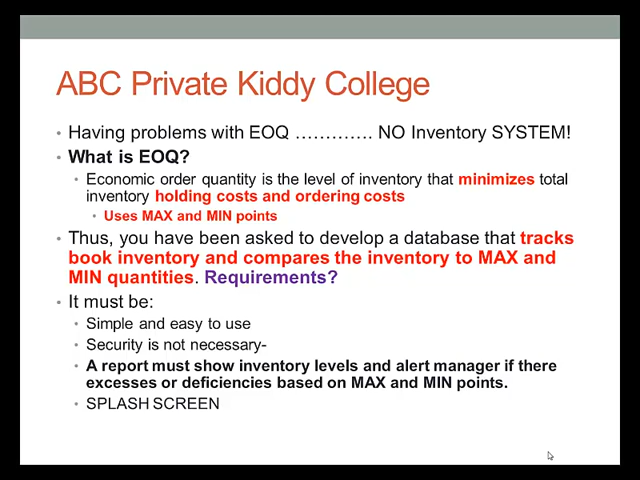 ABC Private Kiddy College
• Having problems with EOQ …………. NO Inventory SYSTEM!
• What is EOQ?
• Economic order quantity is the level of inventory that minimizes total
inventory holding costs and ordering costs
• Uses MAX and MIN points
• Thus, you have been asked to develop a database that tracks
book inventory and compares the inventory to MAX and
MIN quantities. Requirements?
• It must be:
• Simple and easy to use
• Security is not necessary-
• A report must show inventory levels and alert manager if there
excesses or deficiencies based on MAX and MIN points.
• SPLASH SCREEN